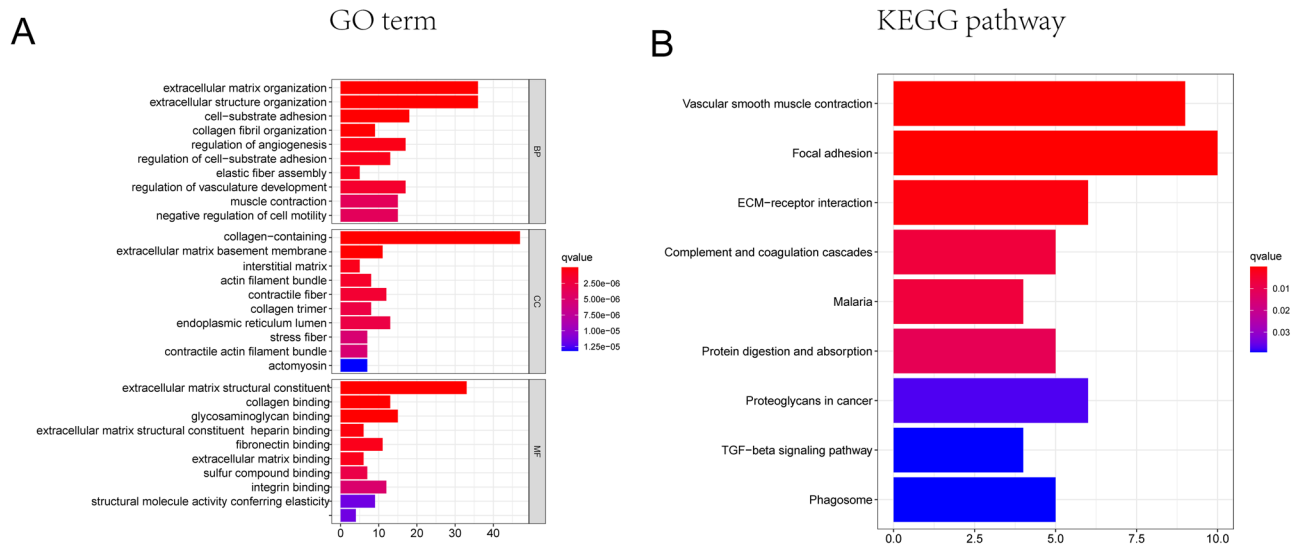 GO term
KEGG pathway
A
B
extracellular matrix organization
extracellular structure organization
cell−substrate adhesion
collagen fibril organization
regulation of angiogenesis
regulation of cell−substrate adhesion
elastic fiber assembly
regulation of vasculature development
muscle contraction
negative regulation of cell motility
BP
collagen−containing
extracellular matrix basement membrane
interstitial matrix
actin filament bundle
contractile fiber
collagen trimer
endoplasmic reticulum lumen
stress fiber
contractile actin filament bundle
actomyosin
CC
extracellular matrix structural constituent
collagen binding
glycosaminoglycan binding
extracellular matrix structural constituent heparin binding
fibronectin binding
extracellular matrix binding
sulfur compound binding
integrin binding
structural molecule activity conferring elasticity
MF
0 10 20 30 40
qvalue
2.50e−06
5.00e−06
7.50e−06
1.00e−05
1.25e−05
Vascular smooth muscle contraction
Focal adhesion
ECM−receptor interaction
Complement and coagulation cascades
Malaria
Protein digestion and absorption
Proteoglycans in cancer
TGF−beta signaling pathway
Phagosome
0.0 2.5 5.0 7.5 10.0
qvalue
0.01
0.02
0.03